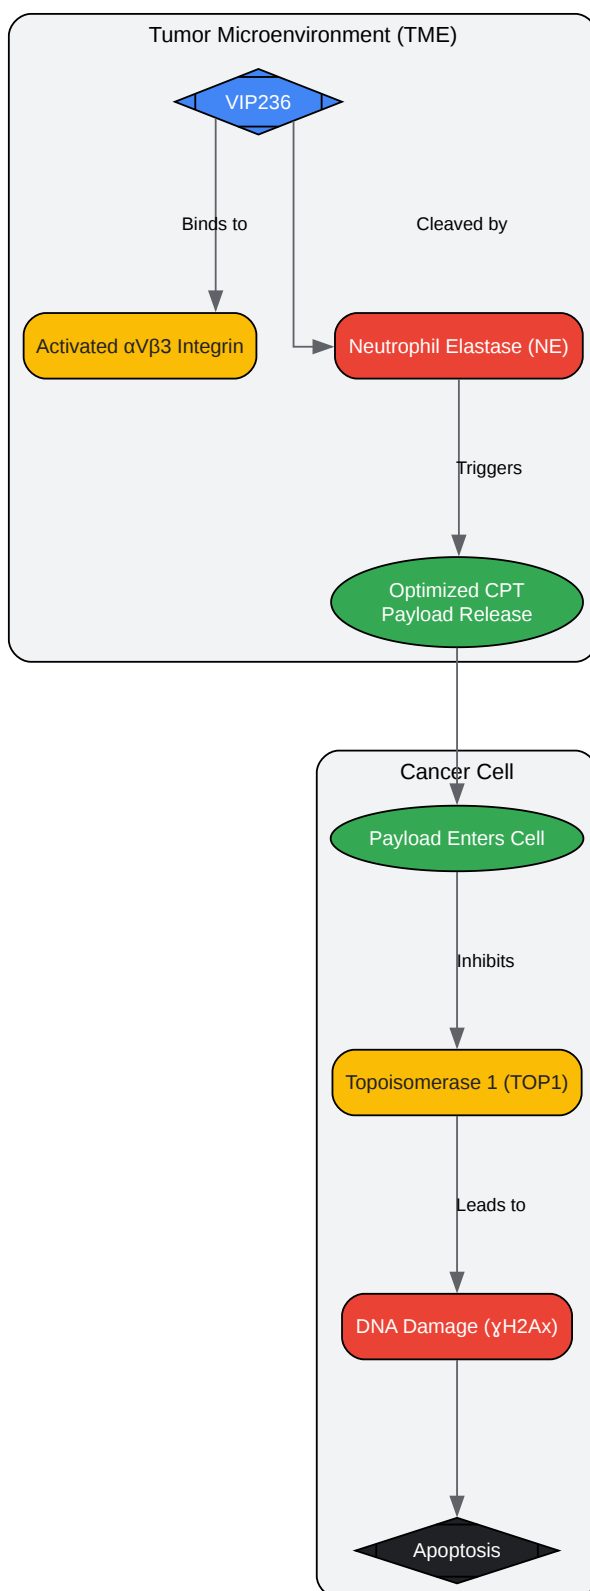 Tumor Microenvironment (TME)
VIP236
Binds to
Cleaved by
Activated αVβ3 Integrin
Neutrophil Elastase (NE)
Triggers
Optimized CPT
Payload Release
Cancer Cell
Payload Enters Cell
Inhibits
Topoisomerase 1 (TOP1)
Leads to
DNA Damage (ɣH2Ax)
Apoptosis